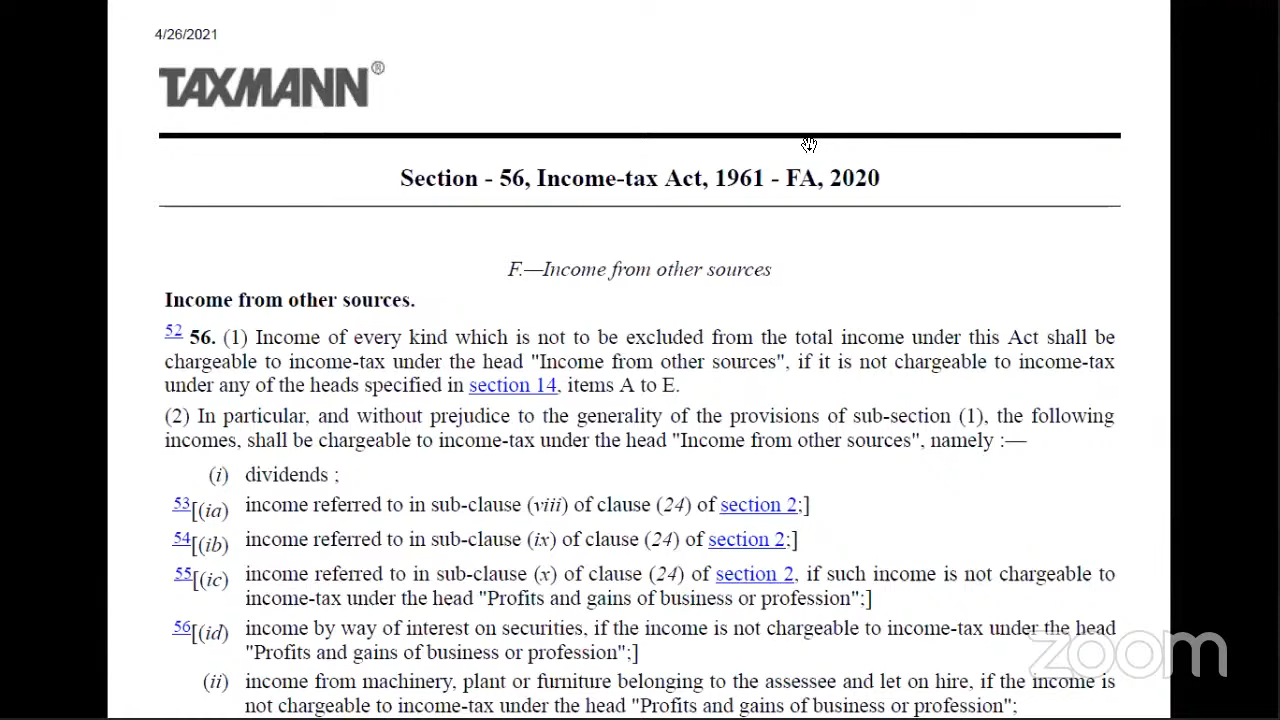 4/26/2021
TAXMANN®
Section - 56, Income-tax Act, 1961 - FA, 2020
F.—Income from other sources
Income from other sources.
52 56. (1) Income of every kind which is not to be excluded from the total income under this Act shall be
chargeable to income-tax under the head "Income from other sources", if it is not chargeable to income-tax
under any of the heads specified in section 14, items A to E.
(2) In particular, and without prejudice to the generality of the provisions of sub-section (1), the following
incomes, shall be chargeable to income-tax under the head "Income from other sources", namely :—
(i) dividends ;
53[(ia) income referred to in sub-clause (viii) of clause (24) of section 2;]
54[(ib) income referred to in sub-clause (ix) of clause (24) of section 2:]
55[(ic) income referred to in sub-clause (x) of clause (24) of section 2, if such income is not chargeable to
income-tax under the head "Profits and gains of business or profession";]
56[(id) income by way of interest on securities, if the income is not chargeable to income-tax under the head
"Profits and gains of business or profession";]
(ii) income from machinery, plant or furniture belonging to the assessee and let on hire, if the income is
not chargeable to income-tax under the head "Profits and gains of business or profession";
zoom